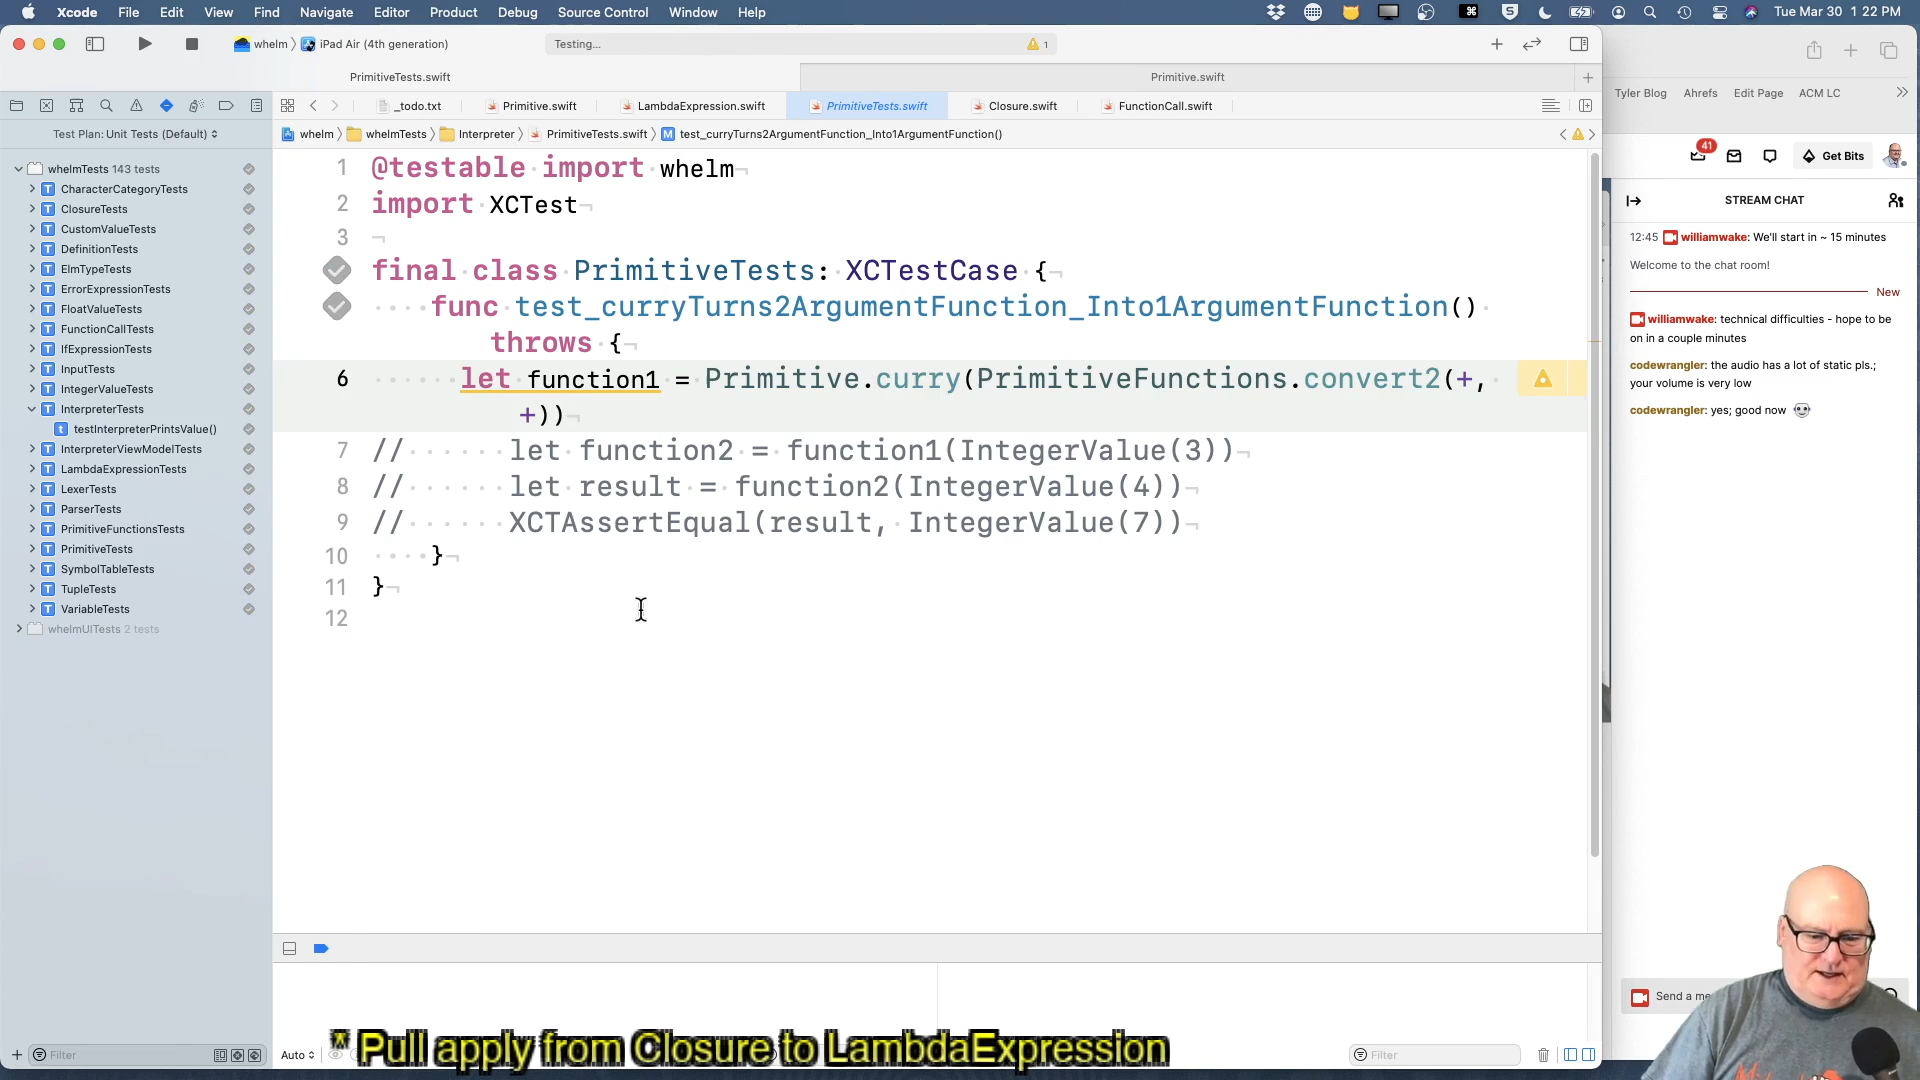 Xcode File Edit View Find Navigate Editor Product Debug Source Control Window Help
Tue Mar 30 1 22 PM
whelm 〉 iPad Air (4th generation)
Testing...
1
PrimitiveTests.swift
Primitive.swift
_todo.txt
Primitive.swift
LambdaExpression.swift
PrimitiveTests.swift
Closure.swift
FunctionCall.swift
Test Plan: Unit Tests (Default)
whelm 〉 whelmTests 〉 Interpreter 〉 PrimitiveTests.swift 〉 M test_curryTurns2ArgumentFunction_Into1ArgumentFunction()
whelmTests 143 tests
T CharacterCategoryTests
T ClosureTests
T CustomValueTests
T DefinitionTests
T ElmTypeTests
T ErrorExpressionTests
T FloatValueTests
T FunctionCallTests
T IfExpressionTests
T InputTests
T IntegerValueTests
T InterpreterTests
t testInterpreterPrintsValue()
T InterpreterViewModelTests
T LambdaExpressionTests
T LexerTests
T ParserTests
T PrimitiveFunctionsTests
T PrimitiveTests
T SymbolTableTests
T TupleTests
T VariableTests
whelmUITests 2 tests
Filter
1 @testable import whelm¬
2 import XCTest¬
3 ¬
final class PrimitiveTests: XCTestCase {¬
func test_curryTurns2ArgumentFunction_Into1ArgumentFunction()
throws {¬
6 let function1 = Primitive.curry(PrimitiveFunctions.convert2(+,
+))¬
7 // let function2 = function1(IntegerValue(3))¬
8 // let result = function2(IntegerValue(4))¬
9 // XCTAssertEqual(result, IntegerValue(7))¬
10 }¬
11 }¬
12
Auto
Filter
* Pull apply from Closure to LambdaExpression
Tyler Blog Ahrefs Edit Page ACM LC
41
Get Bits
STREAM CHAT
12:45 williamwake: We'll start in ~ 15 minutes
Welcome to the chat room!
New
williamwake: technical difficulties - hope to be
on in a couple minutes
codewrangler: the audio has a lot of static pls.;
your volume is very low
codewrangler: yes; good now
Send a me